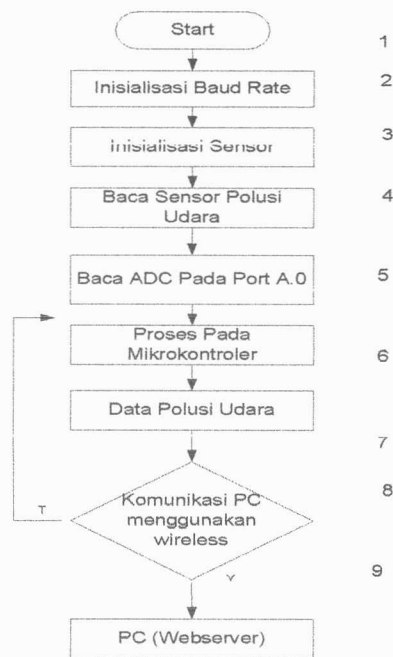 Start
1
Inisialisasi Baud Rate
2
Inisialisasi Sensor
3
Baca Sensor Polusi
Udara
4
Baca ADC Pada Port A.0
5
Proses Pada
Mikrokontroler
6
Data Polusi Udara
7
Komunikasi PC
menggunakan
wireless
8
T
Y
9
PC (Webserver)